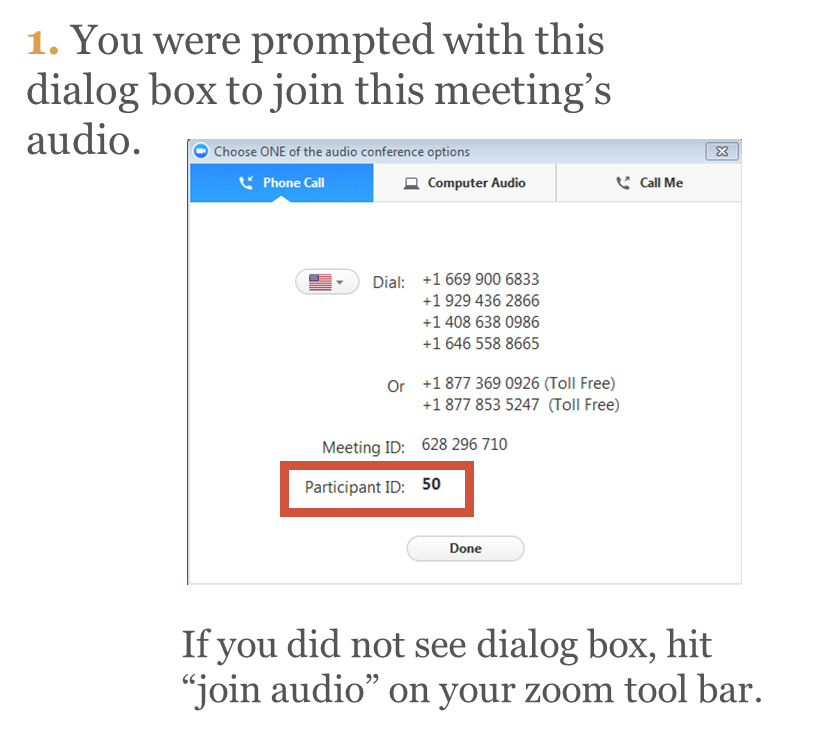 1. You were prompted with this
dialog box to join this meeting’s
audio.
Choose ONE of the audio conference options
Phone Call
Computer Audio
Call Me
Dial:
+1 669 900 6833
+1 929 436 2866
+1 408 638 0986
+1 646 558 8665
Or
+1 877 369 0926 (Toll Free)
+1 877 853 5247 (Toll Free)
Meeting ID: 628 296 710
Participant ID: 50
Done
If you did not see dialog box, hit
“join audio” on your zoom tool bar.